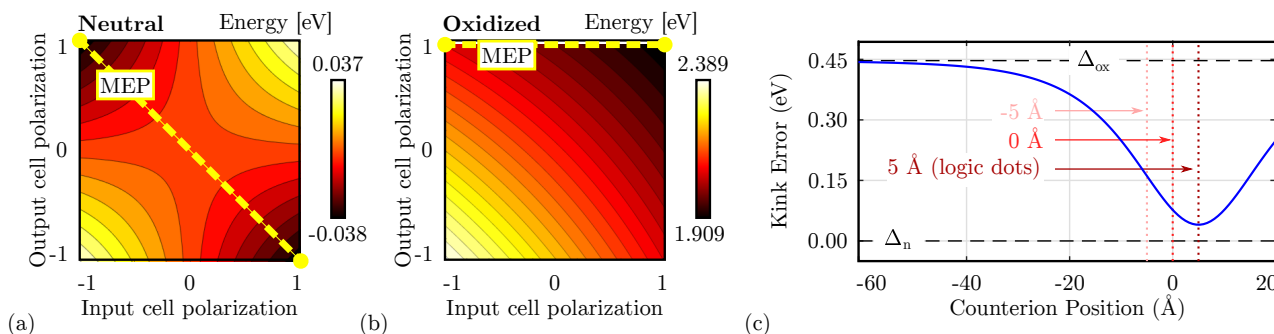 Neutral Energy [eV]
1
0
-1
Output cell polarization
MEP
0.037
-0.038
-1 0 1
Input cell polarization
(a)
Oxidized Energy [eV]
1
0
-1
Output cell polarization
MEP
2.389
1.909
-1 0 1
Input cell polarization
(b)
Kink Error (eV)
0.45
0.30
0.15
0.00
Δox
-5 Å
0 Å
5 Å (logic dots)
Δn
-60 -40 -20 0 20
Counterion Position (Å)
(c)